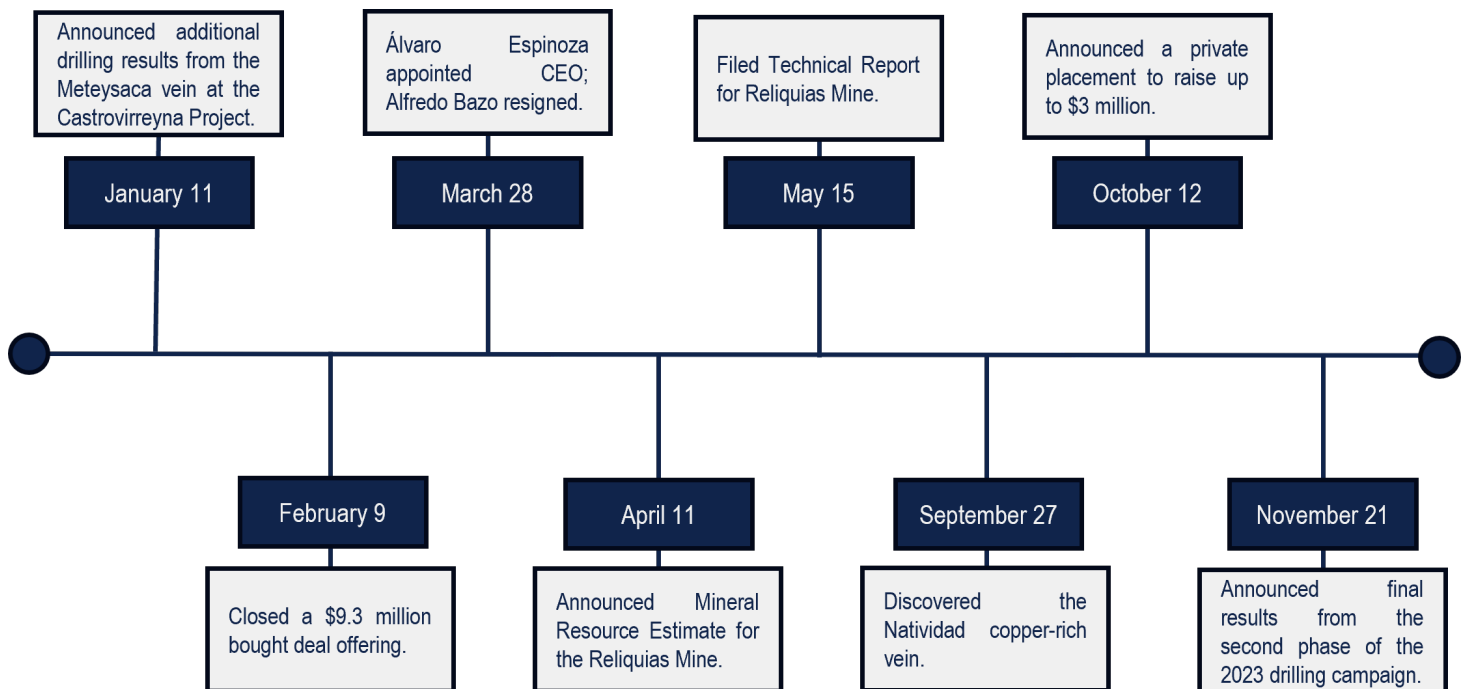 Announced additional
drilling results from the
Meteysaca vein at the
Castrovirreyna Project.
January 11
Álvaro Espinoza
appointed CEO;
Alfredo Bazo resigned.
March 28
Filed Technical Report
for Reliquias Mine.
May 15
Announced a private
placement to raise up
to $3 million.
October 12
February 9
Closed a $9.3 million
bought deal offering.
April 11
Announced Mineral
Resource Estimate for
the Reliquias Mine.
September 27
Discovered the
Natividad copper-rich
vein.
November 21
Announced final
results from the
second phase of the
2023 drilling campaign.